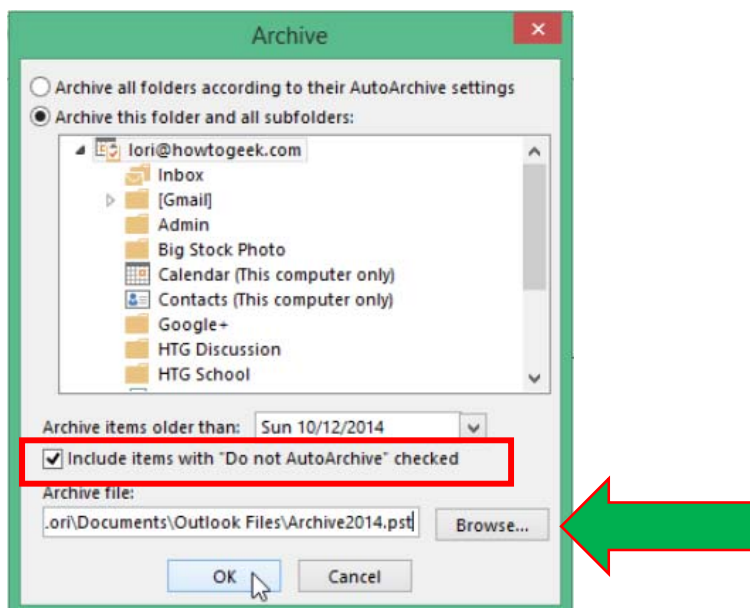 Archive
Archive all folders according to their AutoArchive settings
Archive this folder and all subfolders:
lori@howtogeek.com
Inbox
[Gmail]
Admin
Big Stock Photo
Calendar (This computer only)
Contacts (This computer only)
Google+
HTG Discussion
HTG School
Archive items older than: Sun 10/12/2014
Include items with "Do not AutoArchive" checked
Archive file:
.ori\Documents\Outlook Files\Archive2014.pst Browse...
OK Cancel